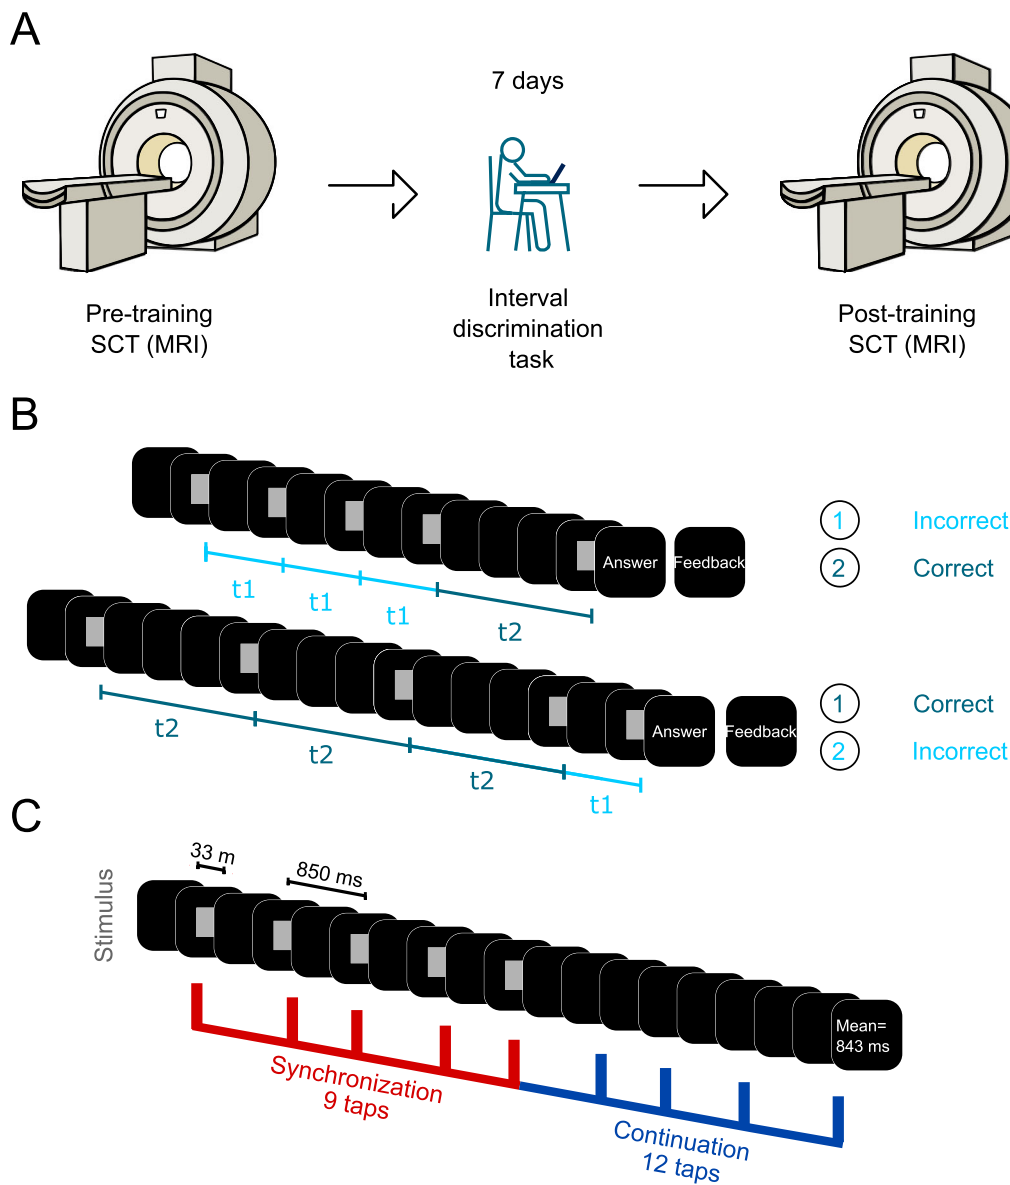 A
7 days
Pre-training
SCT (MRI)
Interval
discrimination
task
Post-training
SCT (MRI)
B
Answer
Feedback
1 Incorrect
2 Correct
t1
t1
t1
t2
Answer
Feedback
1 Correct
2 Incorrect
t2
t2
t2
t1
C
Stimulus
33 m
850 ms
Mean=
843 ms
Synchronization
9 taps
Continuation
12 taps